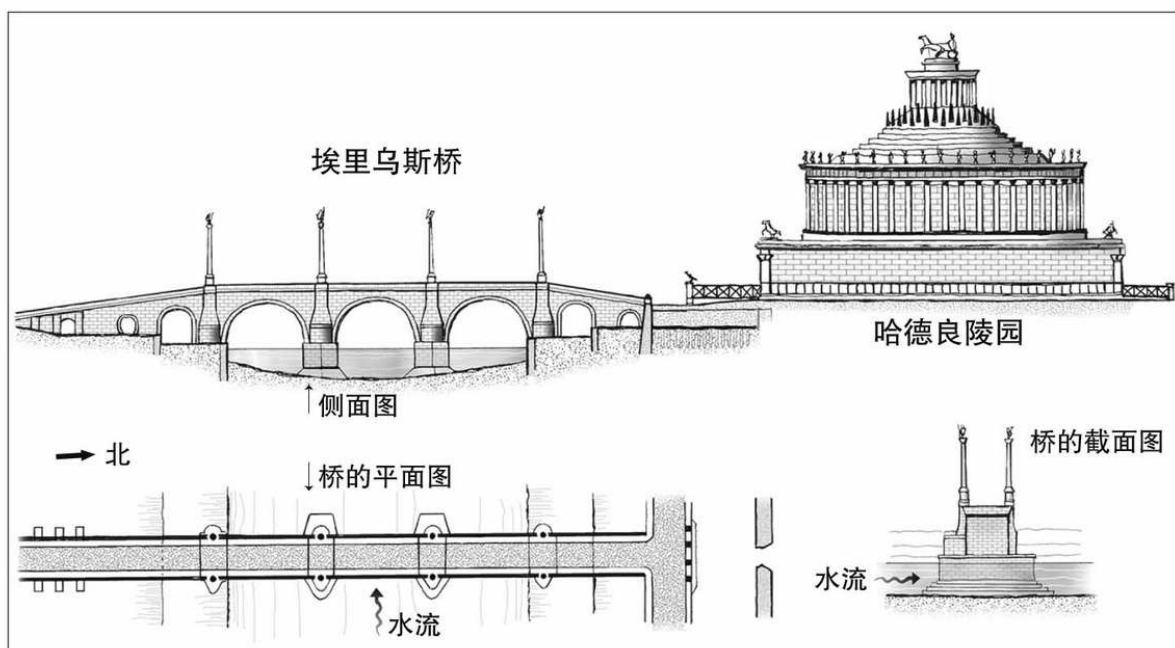 埃里乌斯桥
哈德良陵园
↑侧面图
→ 北
↓桥的平面图
桥的截面图
水流
水流